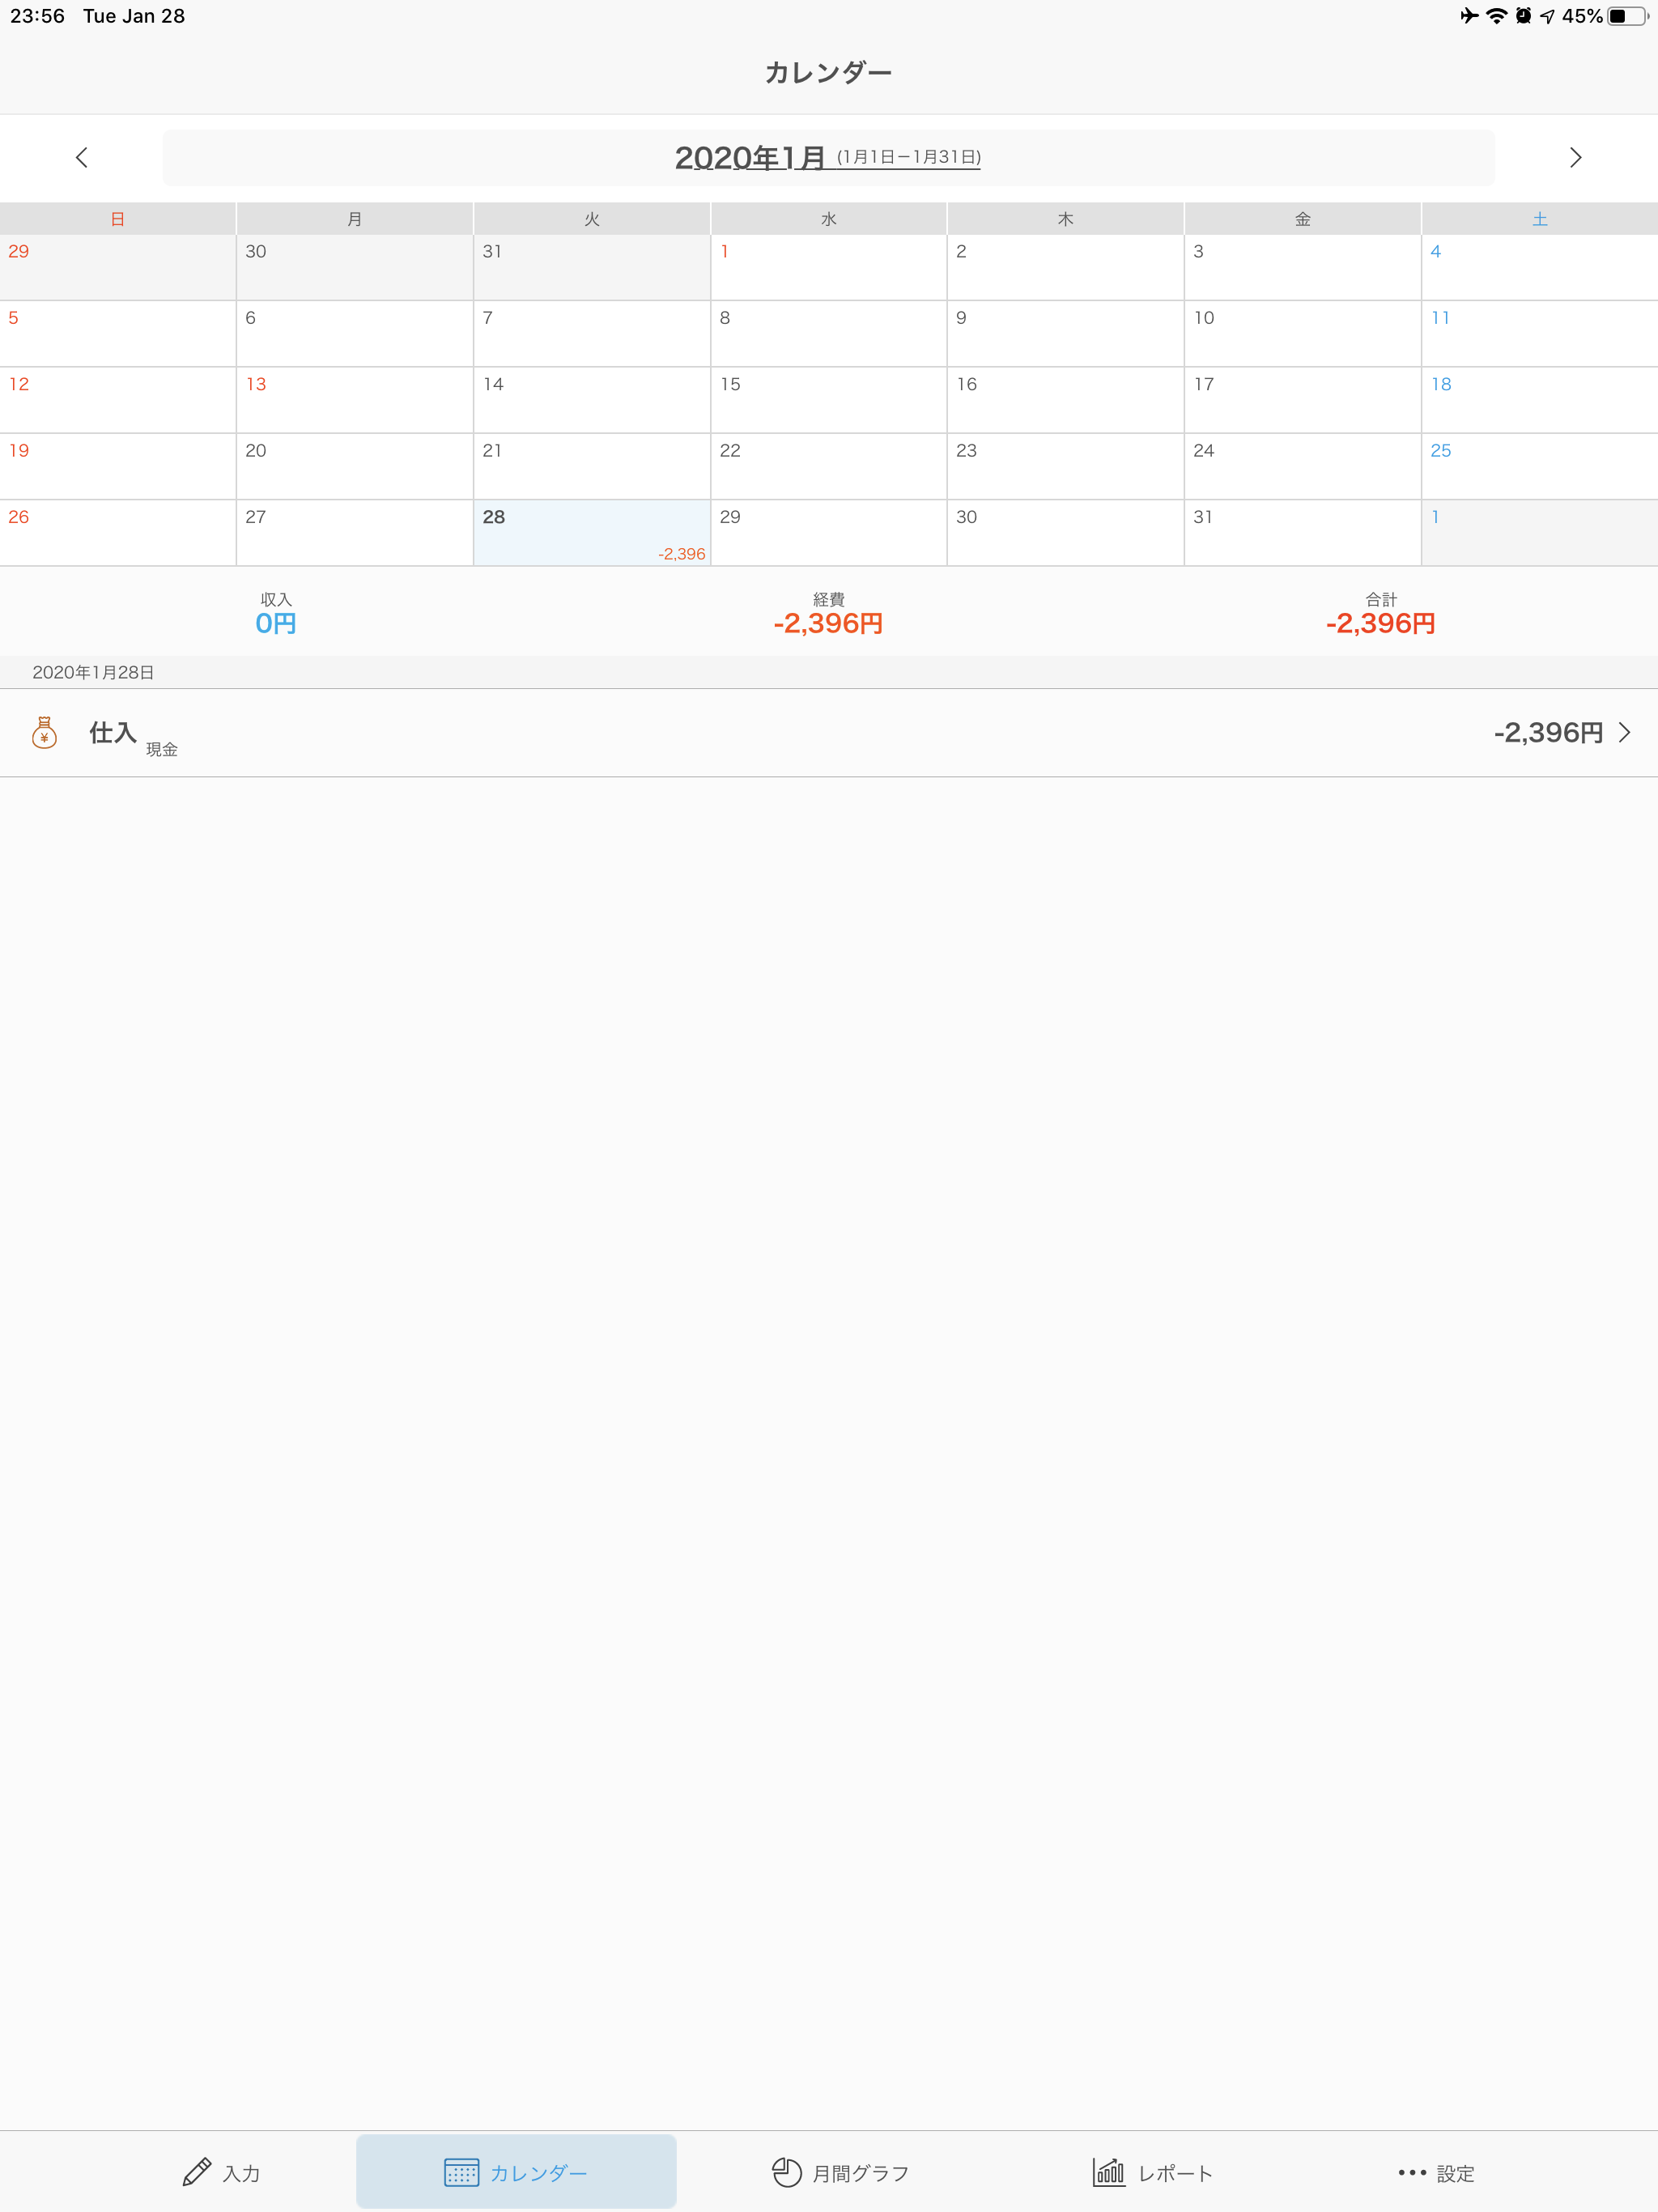 23:56 Tue Jan 28 45%
カレンダー
2020年1月 (1月1日ー1月31日)
日 月 火 水 木 金 土
29 30 31 1 2 3 4
5 6 7 8 9 10 11
12 13 14 15 16 17 18
19 20 21 22 23 24 25
26 27 28 29 30 31 1
-2,396
収入 経費 合計
0円 -2,396円 -2,396円
2020年1月28日
¥ 仕入 現金 -2,396円
入力 カレンダー 月間グラフ レポート 設定